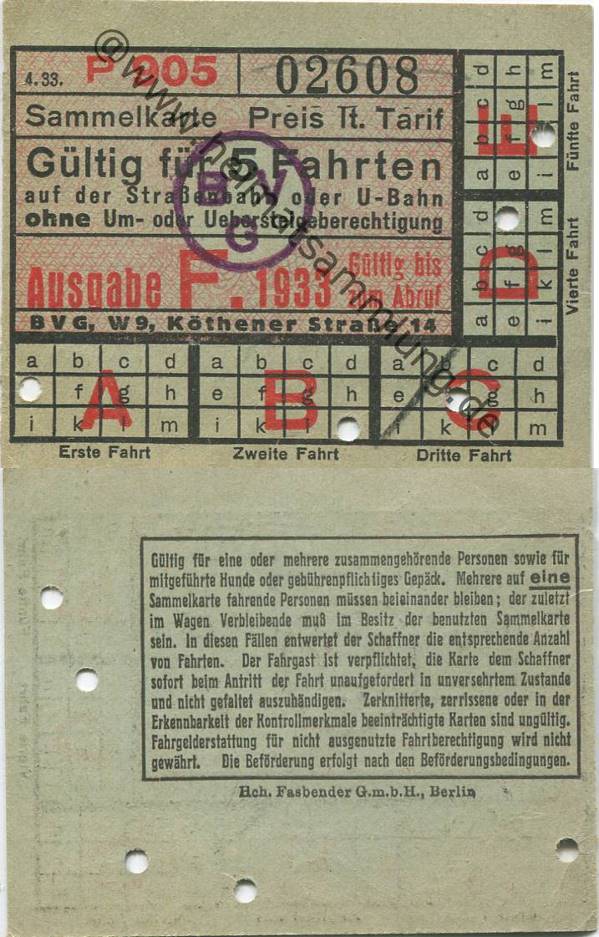 4.33. P 905 02608
Sammelkarte Preis lt. Tarif
Gültig für 5 Fahrten
auf der Straßenbahn oder U-Bahn
ohne Um- oder Uebersteigeberechtigung
Ausgabe F. 1933 Gültig bis
zum Abruf
BVG, W9, Köthener Straße 14
B V
G
@www.heimatsammlung.de
a b c d
f g h
i k l m
A
Erste Fahrt
a b c d
e f g h
i k l
B
Zweite Fahrt
a b c d
e f g h
i k l m
C
Dritte Fahrt
a b c d
e f g
i k l m
D
Vierte Fahrt
a b c d
e f g h
i k l m
E
Fünfte Fahrt
Gültig für eine oder mehrere zusammengehörende Personen sowie für
mitgeführte Hunde oder gebührenpflichtiges Gepäck. Mehrere auf eine
Sammelkarte fahrende Personen müssen beieinander bleiben; der zuletzt
im Wagen Verbleibende muß im Besitz der benutzten Sammelkarte
sein. In diesen Fällen entwertet der Schaffner die entsprechende Anzahl
von Fahrten. Der Fahrgast ist verpflichtet, die Karte dem Schaffner
sofort beim Antritt der Fahrt unaufgefordert in unversehrtem Zustande
und nicht gefaltet auszuhändigen. Zerknitterte, zerrissene oder in der
Erkennbarkeit der Kontrollmerkmale beeinträchtigte Karten sind ungültig.
Fahrgelderstattung für nicht ausgenutzte Fahrtberechtigung wird nicht
gewährt. Die Beförderung erfolgt nach den Beförderungsbedingungen.
Hch. Fasbender G.m.b.H., Berlin